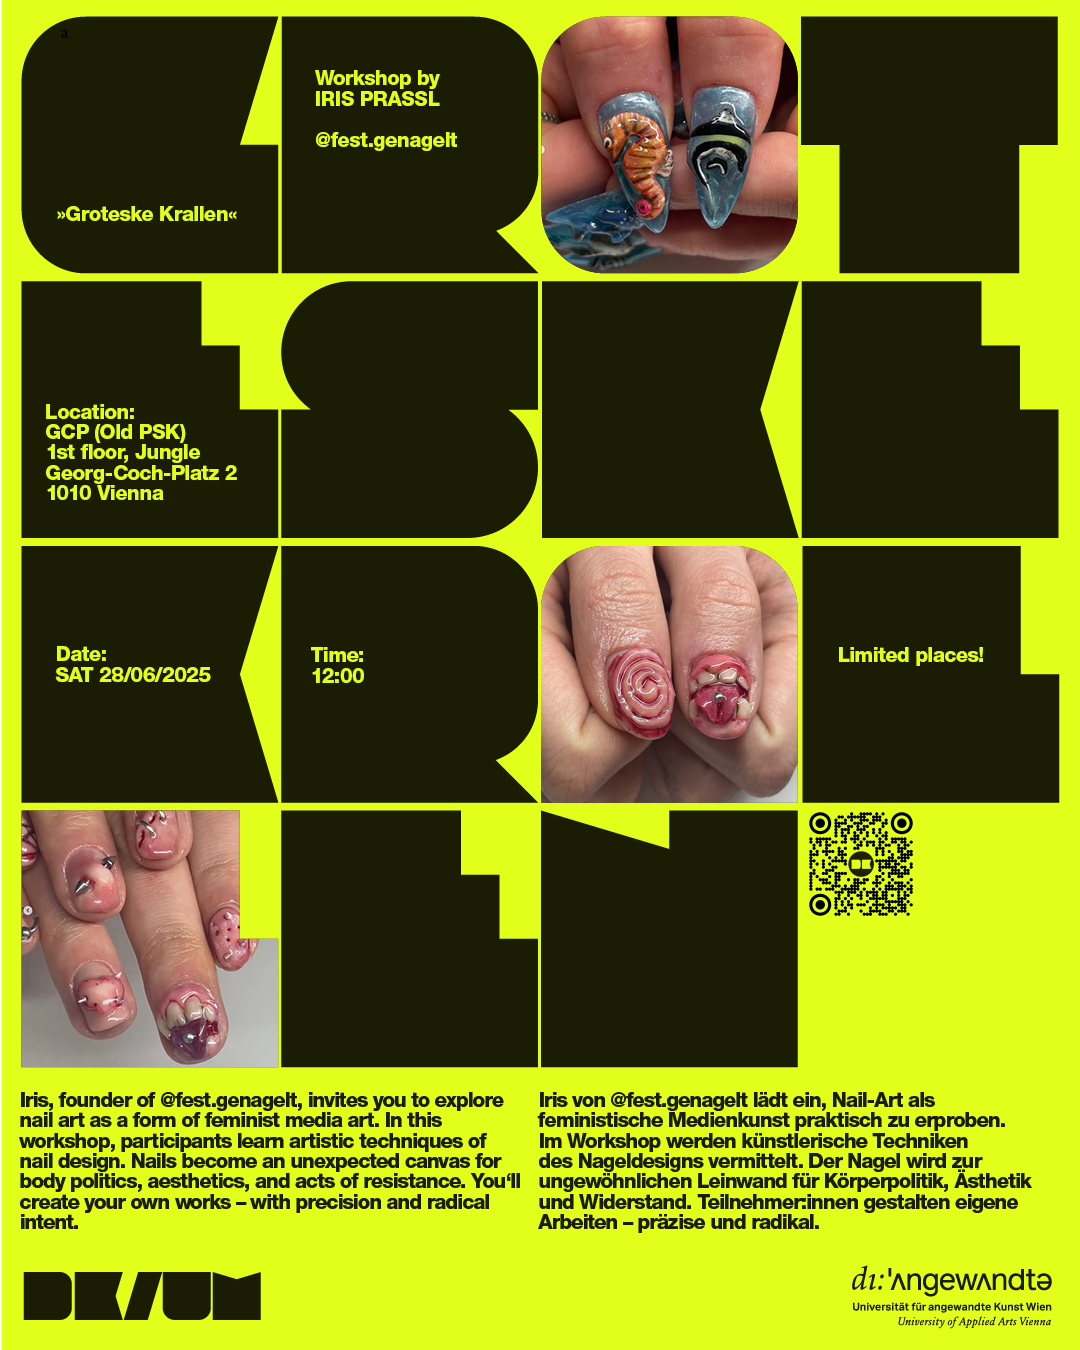 a
»Groteske Krallen«
Workshop by
IRIS PRASSL
@fest.genagelt
Location:
GCP (Old PSK)
1st floor, Jungle
Georg-Coch-Platz 2
1010 Vienna
Date:
SAT 28/06/2025
Time:
12:00
Limited places!
Iris, founder of @fest.genagelt, invites you to explore
nail art as a form of feminist media art. In this
workshop, participants learn artistic techniques of
nail design. Nails become an unexpected canvas for
body politics, aesthetics, and acts of resistance. You‘ll
create your own works – with precision and radical
intent.
Iris von @fest.genagelt lädt ein, Nail-Art als
feministische Medienkunst praktisch zu erproben.
Im Workshop werden künstlerische Techniken
des Nageldesigns vermittelt. Der Nagel wird zur
ungewöhnlichen Leinwand für Körperpolitik, Ästhetik
und Widerstand. Teilnehmer:innen gestalten eigene
Arbeiten – präzise und radikal.
DK/UM
dı:'ʌngewʌndtə
Universität für angewandte Kunst Wien
University of Applied Arts Vienna